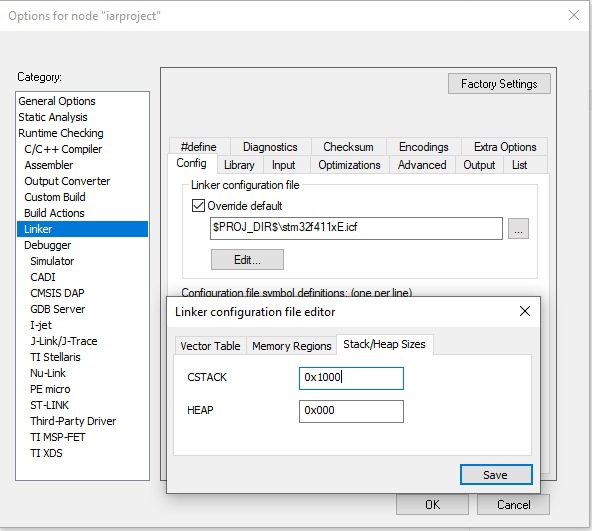 Options for node "iarproject"
Category:
General Options
Static Analysis
Runtime Checking
C/C++ Compiler
Assembler
Output Converter
Custom Build
Build Actions
Linker
Debugger
Simulator
CADI
CMSIS DAP
GDB Server
I-jet
J-Link/J-Trace
TI Stellaris
Nu-Link
PE micro
ST-LINK
Third-Party Driver
TI MSP-FET
TI XDS
Factory Settings
#define Diagnostics Checksum Encodings Extra Options
Config Library Input Optimizations Advanced Output List
Linker configuration file
Override default
$PROJ_DIR$\stm32f411xE.icf
...
Edit...
Configuration file symbol definitions: (one per line)
Linker configuration file editor
Vector Table Memory Regions Stack/Heap Sizes
CSTACK 0x1000
HEAP 0x000
Save
OK Cancel